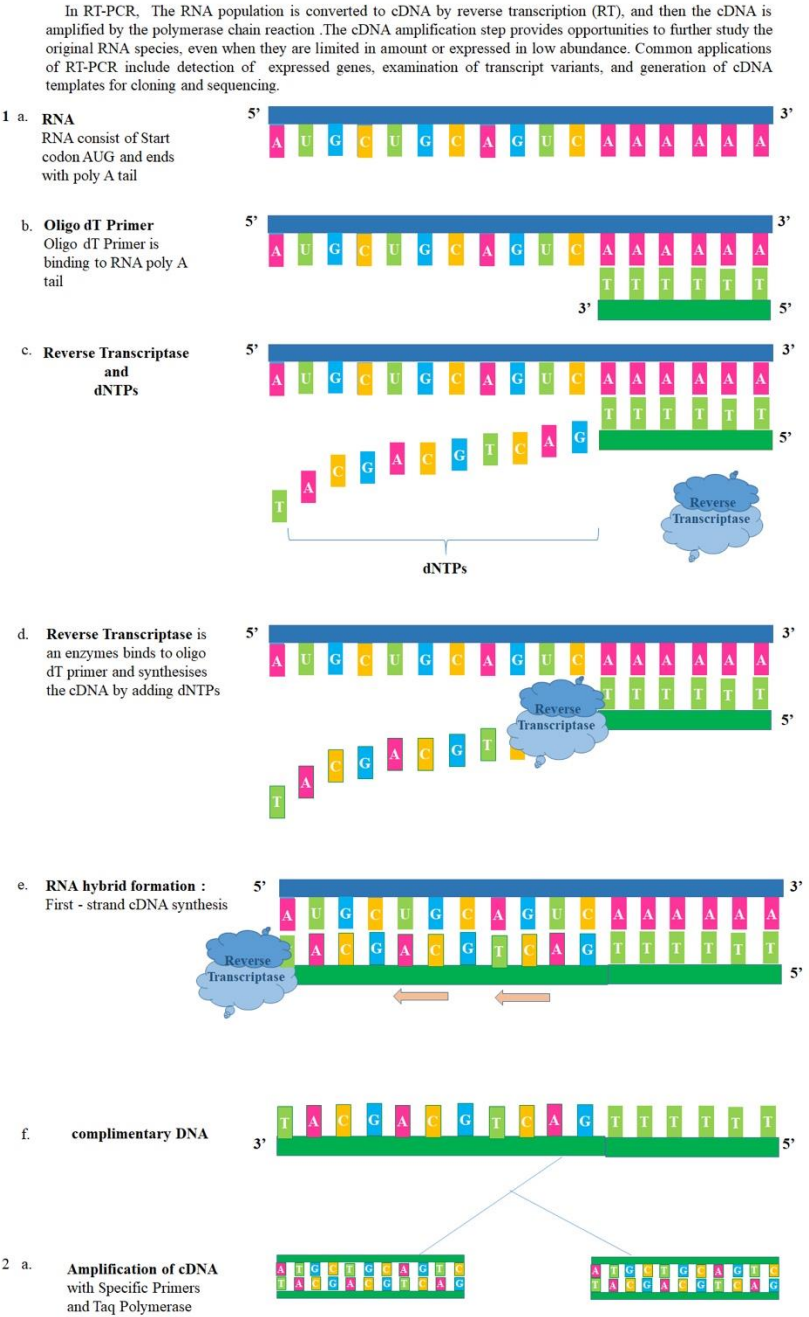 In RT-PCR, The RNA population is converted to cDNA by reverse transcription (RT), and then the cDNA is
amplified by the polymerase chain reaction .The cDNA amplification step provides opportunities to further study the
original RNA species, even when they are limited in amount or expressed in low abundance. Common applications
of RT-PCR include detection of expressed genes, examination of transcript variants, and generation of cDNA
templates for cloning and sequencing.
1 a. RNA
RNA consist of Start
codon AUG and ends
with poly A tail
5’ 3’
A U G C U G C A G U C A A A A A A
b. Oligo dT Primer
Oligo dT Primer is
binding to RNA poly A
tail
5’ 3’
A U G C U G C A G U C A A A A A A
T T T T T T
3’ 5’
c. Reverse Transcriptase
and
dNTPs
5’ 3’
A U G C U G C A G U C A A A A A A
T T T T T T
5’
T A C G A C G T C A G
Reverse
Transcriptase
dNTPs
d. Reverse Transcriptase is
an enzymes binds to oligo
dT primer and synthesises
the cDNA by adding dNTPs
5’ 3’
A U G C U G C A G U C A A A A A A
T T T T T T
5’
Reverse
Transcriptase
T A C G A C G T
e. RNA hybrid formation :
First - strand cDNA synthesis
5’ 3’
A U G C U G C A G U C A A A A A A
A C G A C G T C A G T T T T T T
5’
Reverse
Transcriptase
f. complimentary DNA
T A C G A C G T C A G T T T T T T
3’ 5’
2 a. Amplification of cDNA
with Specific Primers
and Taq Polymerase
A T G C T G C A G T C
T A C G A C G T C A G
A T G C T G C A G T C
T A C G A C G T C A G